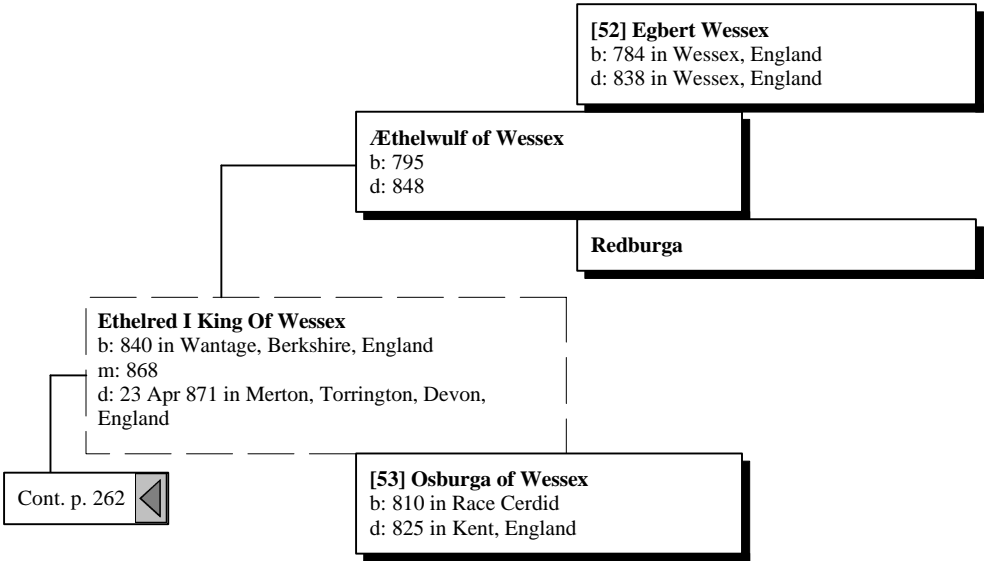 [52] Egbert Wessex
b: 784 in Wessex, England
d: 838 in Wessex, England
Æthelwulf of Wessex
b: 795
d: 848
Redburga
Ethelred I King Of Wessex
b: 840 in Wantage, Berkshire, England
m: 868
d: 23 Apr 871 in Merton, Torrington, Devon,
England
[53] Osburga of Wessex
b: 810 in Race Cerdid
d: 825 in Kent, England
Cont. p. 262